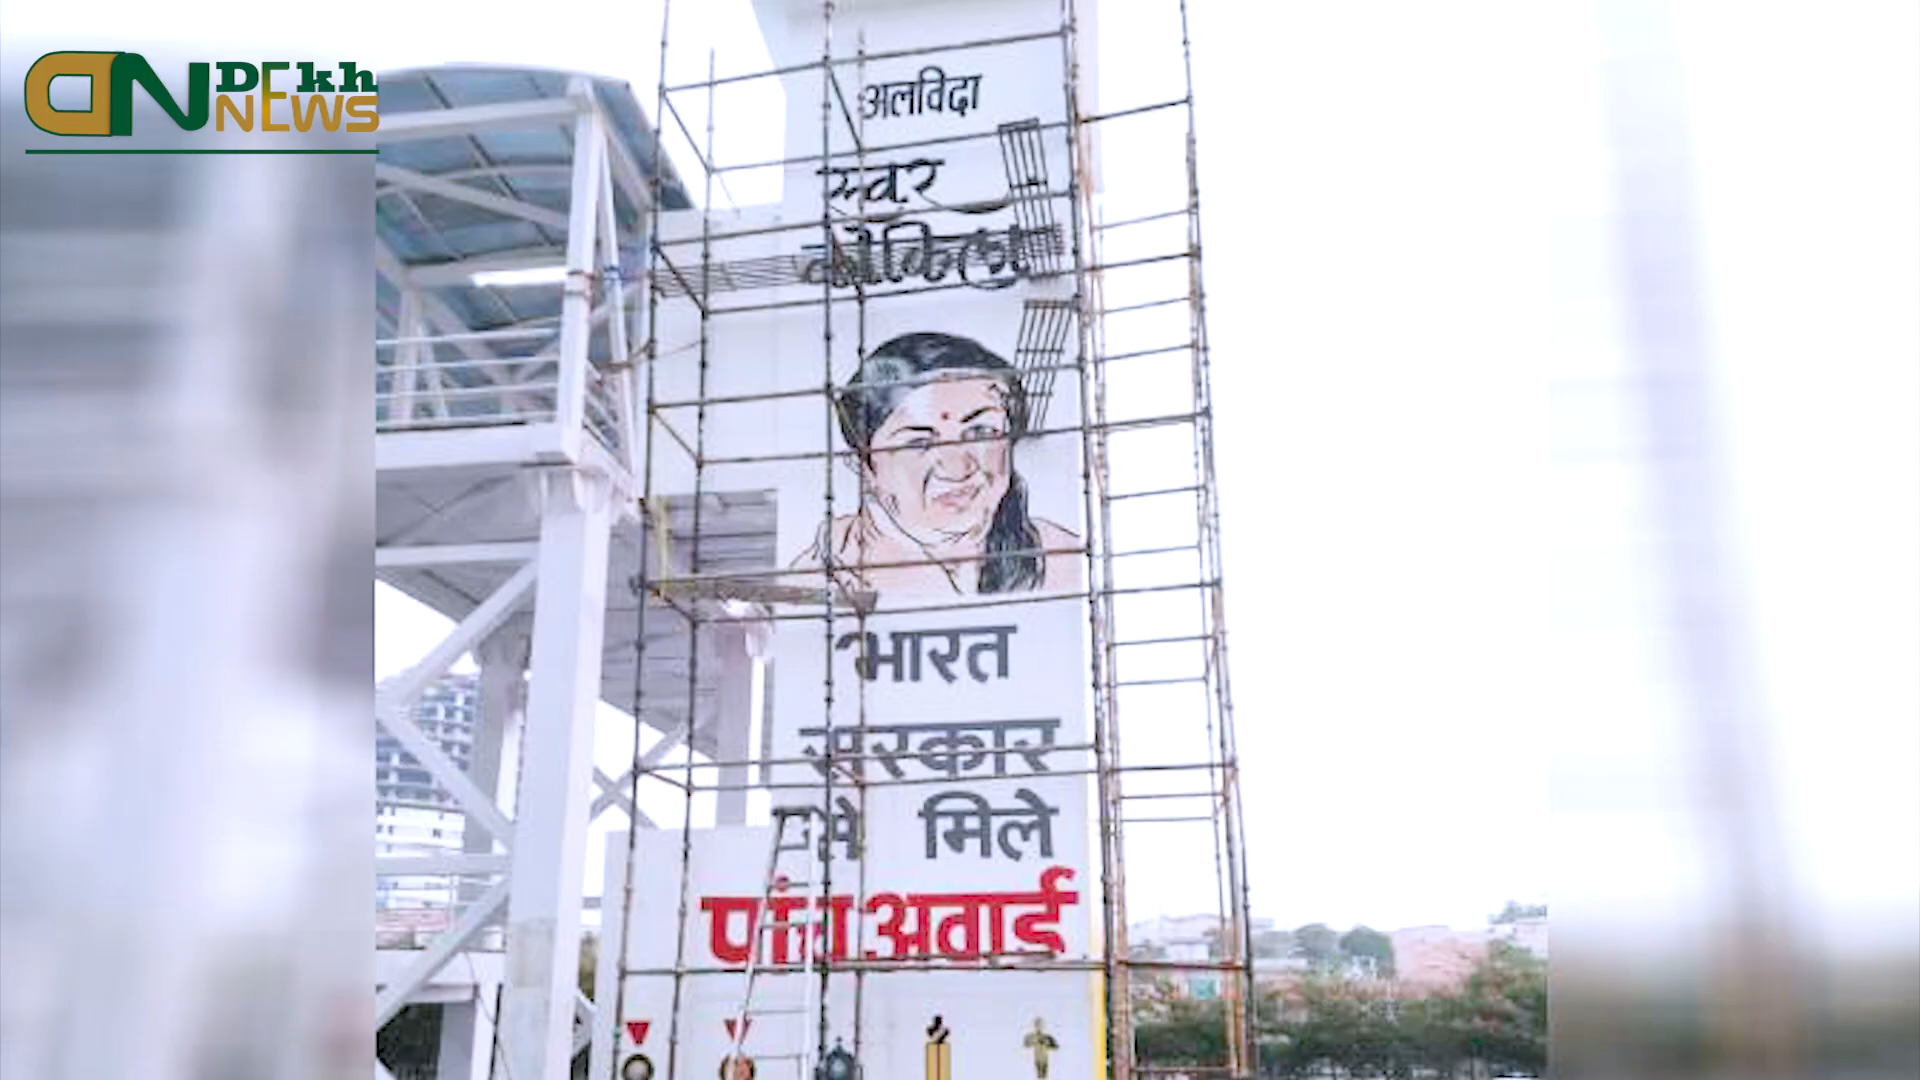 DN DEkh
NEWS
अलविदा
स्वर
कोकिला
भारत
सरकार
से मिले
पांच अवार्ड